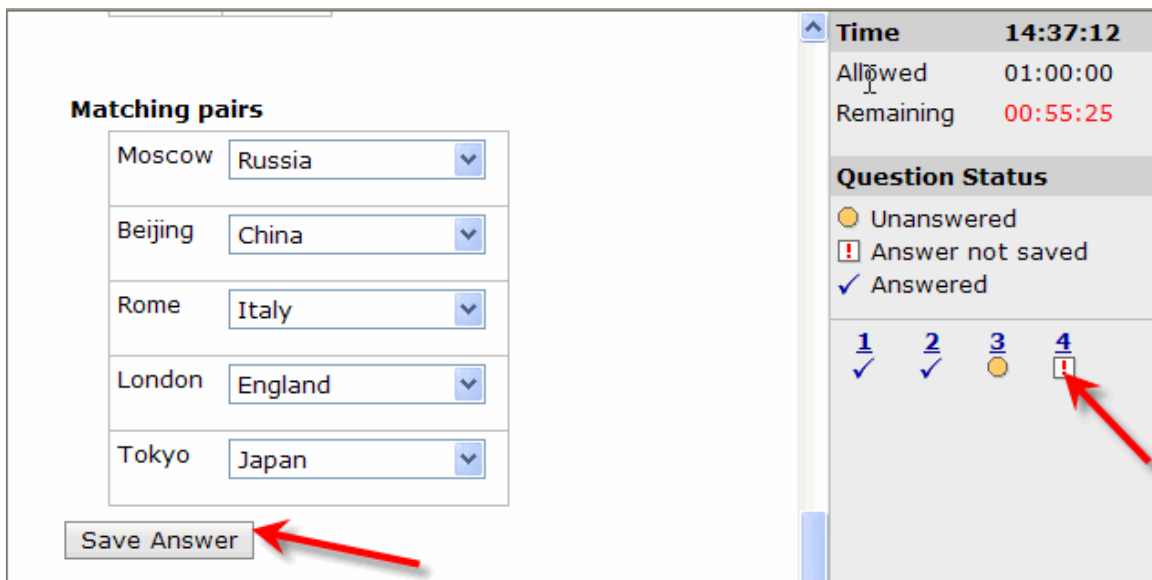 Matching pairs
Moscow Russia
Beijing China
Rome Italy
London England
Tokyo Japan
Save Answer
Time 14:37:12
Allowed 01:00:00
Remaining 00:55:25
Question Status
Unanswered
! Answer not saved
✓ Answered
1 2 3 4
✓ ✓ !